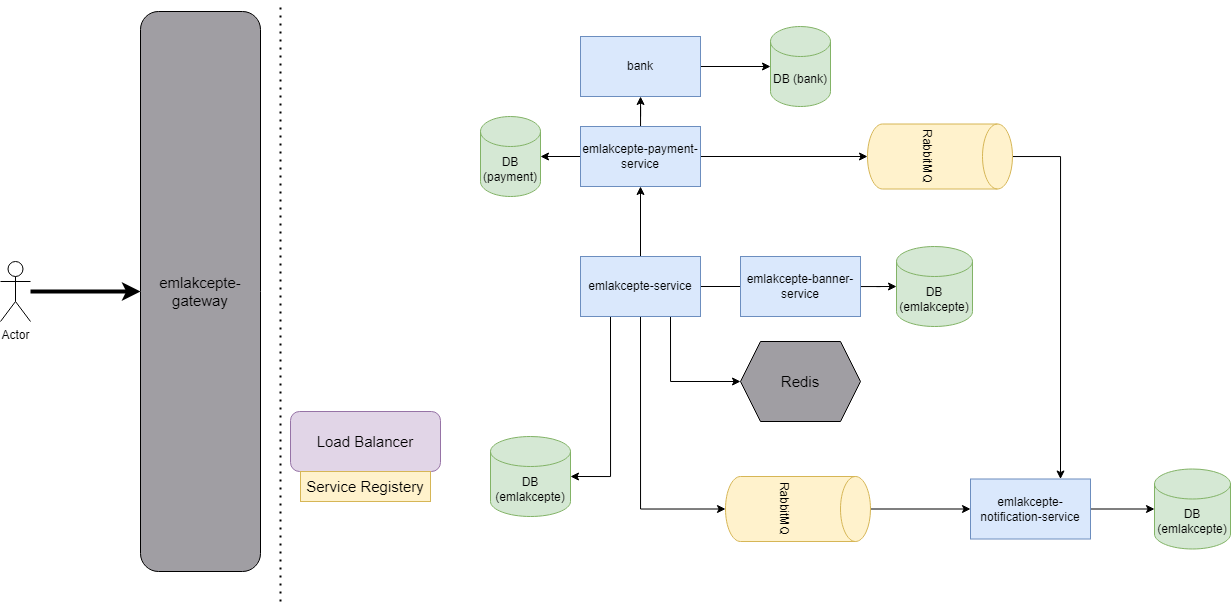 bank
DB (bank)
emlakcepte-payment-
service
DB
(payment)
RabbitMQ
emlakcepte-
gateway
Actor
emlakcepte-service
emlakcepte-banner-
service
DB
(emlakcepte)
Redis
Load Balancer
Service Registery
DB
(emlakcepte)
RabbitMQ
emlakcepte-
notification-service
DB
(emlakcepte)